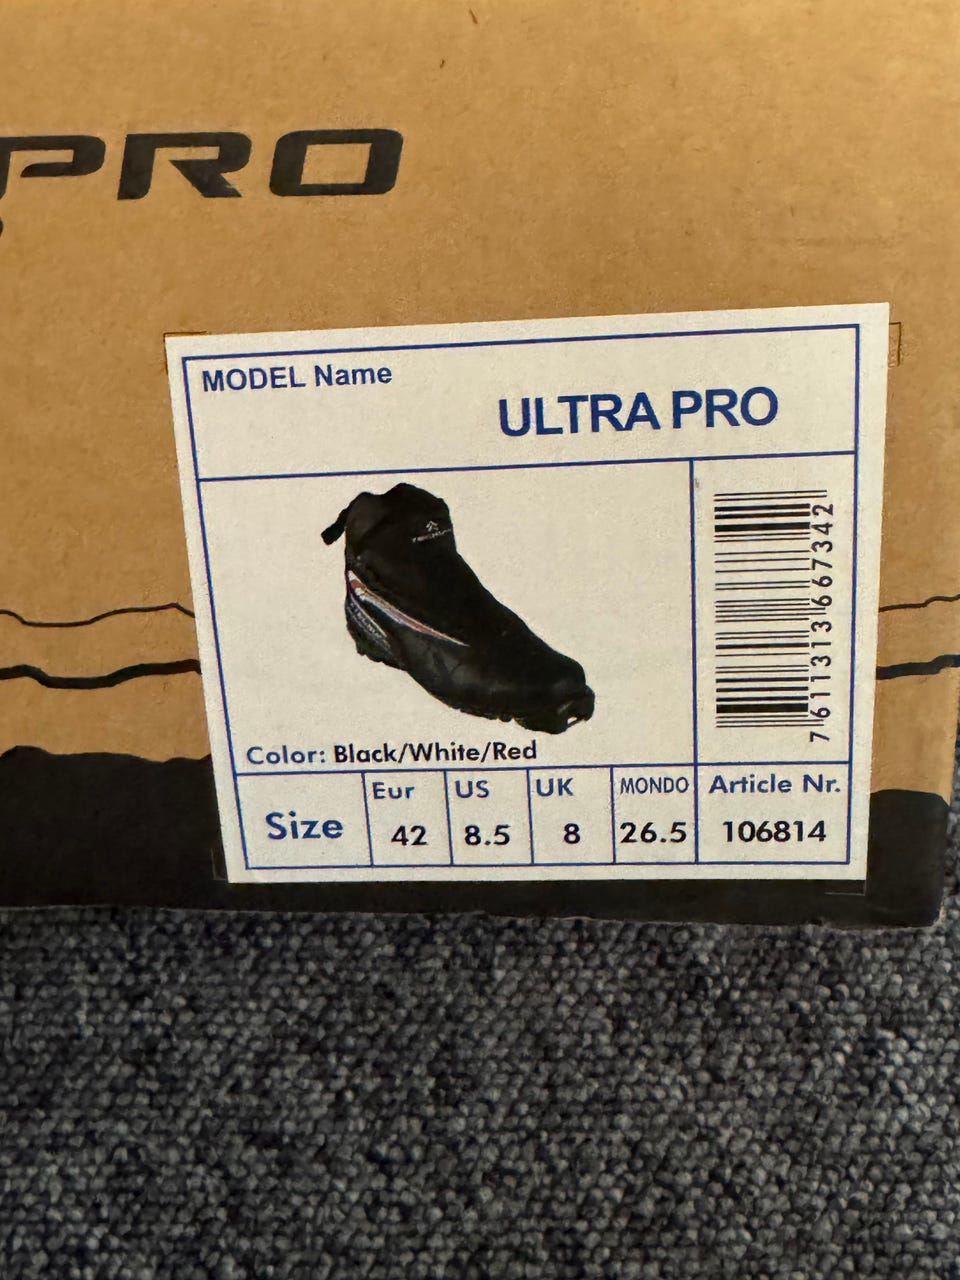 PRO
MODEL Name
ULTRA PRO
7611313667342
Color: Black/White/Red
Size
Eur
US
UK
MONDO
Article Nr.
42
8.5
8
26.5
106814